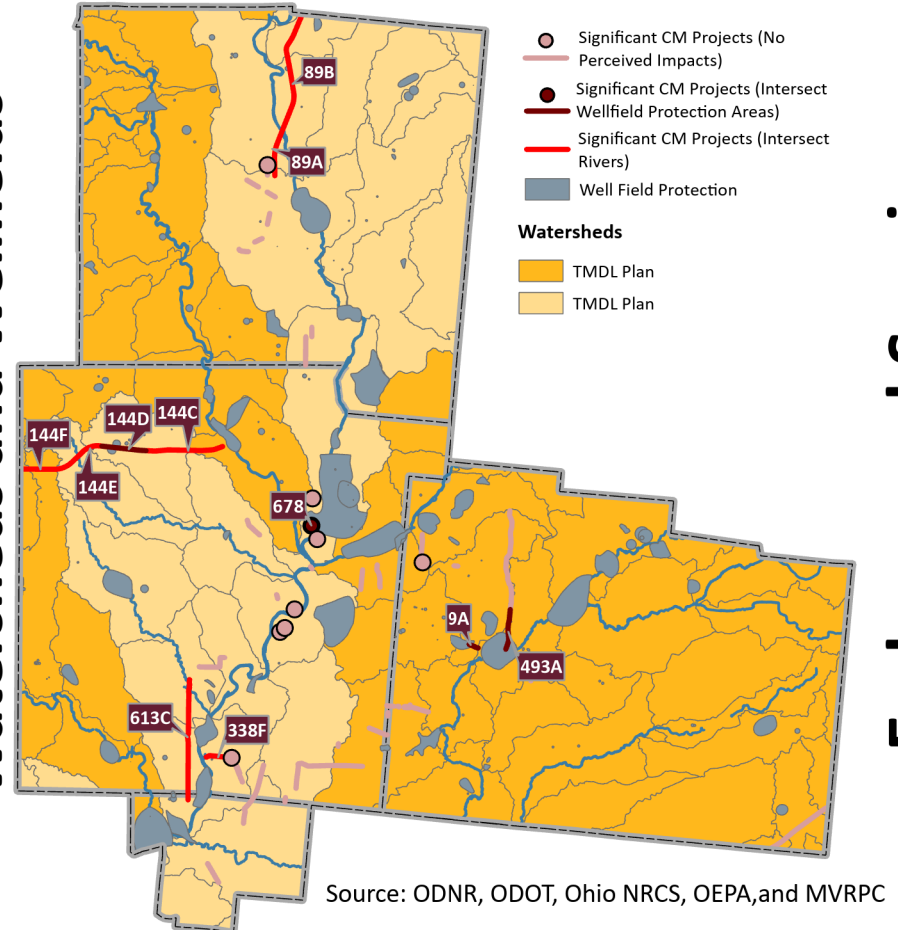 Significant CM Projects (No
Perceived Impacts)
Significant CM Projects (Intersect
Wellfield Protection Areas)
Significant CM Projects (Intersect
Rivers)
Well Field Protection
Watersheds
TMDL Plan
TMDL Plan
89B
89A
144C
144D
144F
144E
678
9A
493A
613C
338F
Source: ODNR, ODOT, Ohio NRCS, OEPA,and MVRPC